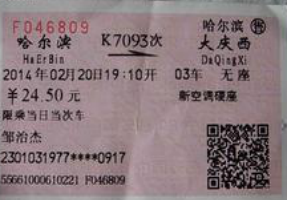 F046809 哈尔滨 售
哈尔滨 K7093次 大庆西
HaErBin DaQingXi
2014年02月20日19:10开 03车 无座
￥24.50元 新空调硬座
限乘当日当次车
邹治杰
2301031977****0917
55661000610221 F046809